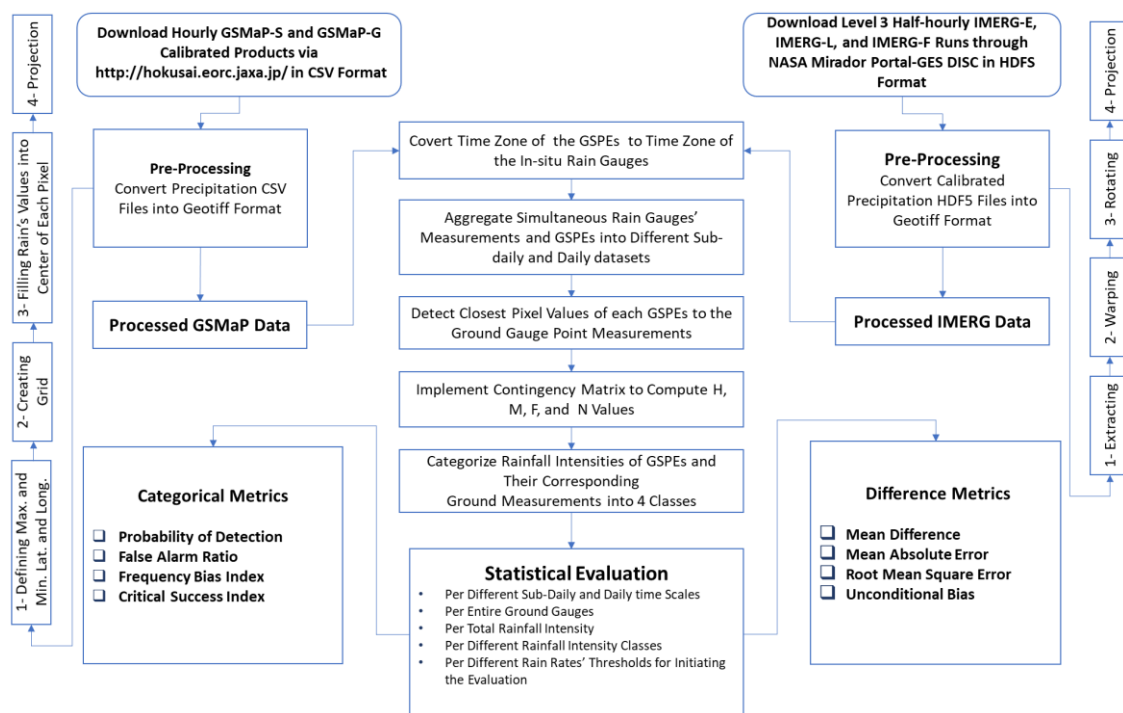 Download Hourly GSMaP-S and GSMaP-G
Calibrated Products via
http://hokusai.eorc.jaxa.jp/ in CSV Format
Download Level 3 Half-hourly IMERG-E,
IMERG-L, and IMERG-F Runs through
NASA Mirador Portal-GES DISC in HDFS
Format
Pre-Processing
Convert Precipitation CSV
Files into Geotiff Format
Processed GSMaP Data
1- Defining Max. and
Min. Lat. and Long.
2- Creating
Grid
3- Filling Rain's Values into
Center of Each Pixel
4- Projection
Covert Time Zone of the GSPEs to Time Zone of
the In-situ Rain Gauges
Aggregate Simultaneous Rain Gauges'
Measurements and GSPEs into Different Sub-
daily and Daily datasets
Detect Closest Pixel Values of each GSPEs to the
Ground Gauge Point Measurements
Implement Contingency Matrix to Compute H,
M, F, and N Values
Categorize Rainfall Intensities of GSPEs and
Their Corresponding
Ground Measurements into 4 Classes
Pre-Processing
Convert Calibrated
Precipitation HDF5 Files into
Geotiff Format
Processed IMERG Data
1- Extracting
2- Warping
3- Rotating
4- Projection
Categorical Metrics
Probability of Detection
False Alarm Ratio
Frequency Bias Index
Critical Success Index
Statistical Evaluation
• Per Different Sub-Daily and Daily time Scales
• Per Entire Ground Gauges
• Per Total Rainfall Intensity
• Per Different Rainfall Intensity Classes
• Per Different Rain Rates' Thresholds for Initiating
the Evaluation
Difference Metrics
Mean Difference
Mean Absolute Error
Root Mean Square Error
Unconditional Bias